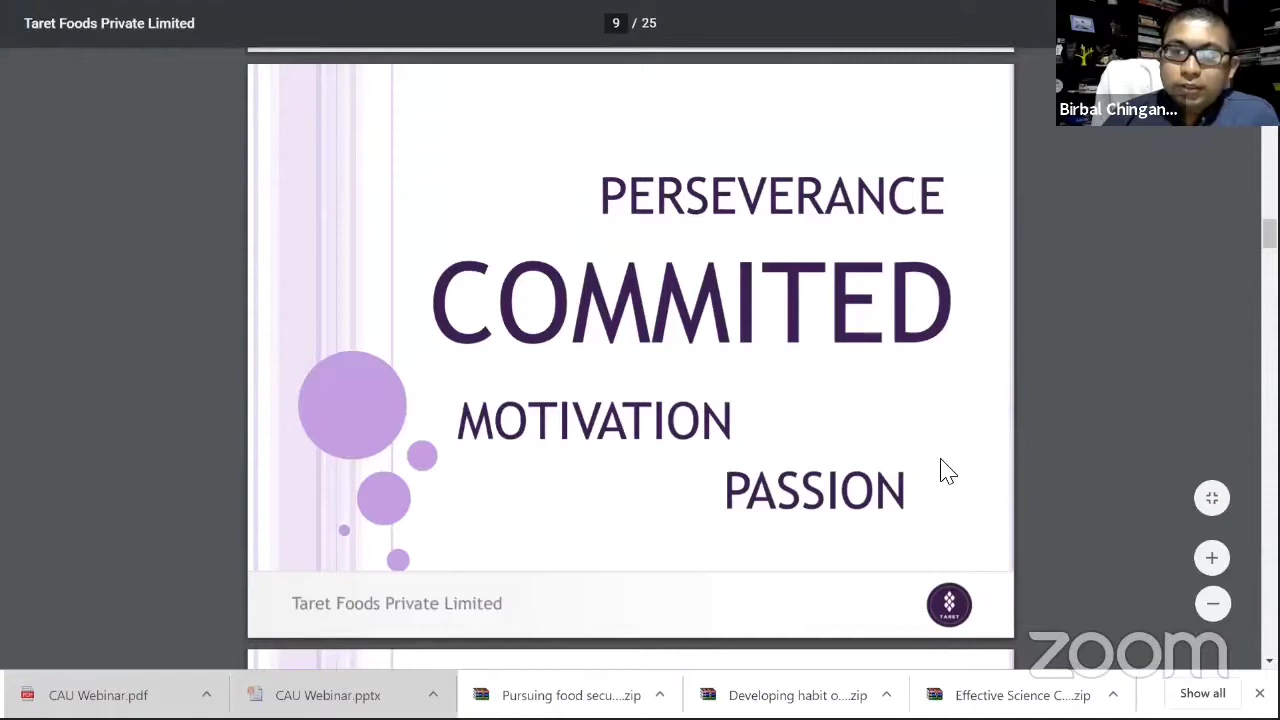 Taret Foods Private Limited
9 / 25
Birbal Chingan...
PERSEVERANCE
COMMITED
MOTIVATION
PASSION
Taret Foods Private Limited
TARET
zoom
CAU Webinar.pdf
CAU Webinar.pptx
Pursuing food secu....zip
Developing habit o....zip
Effective Science C....zip
Show all